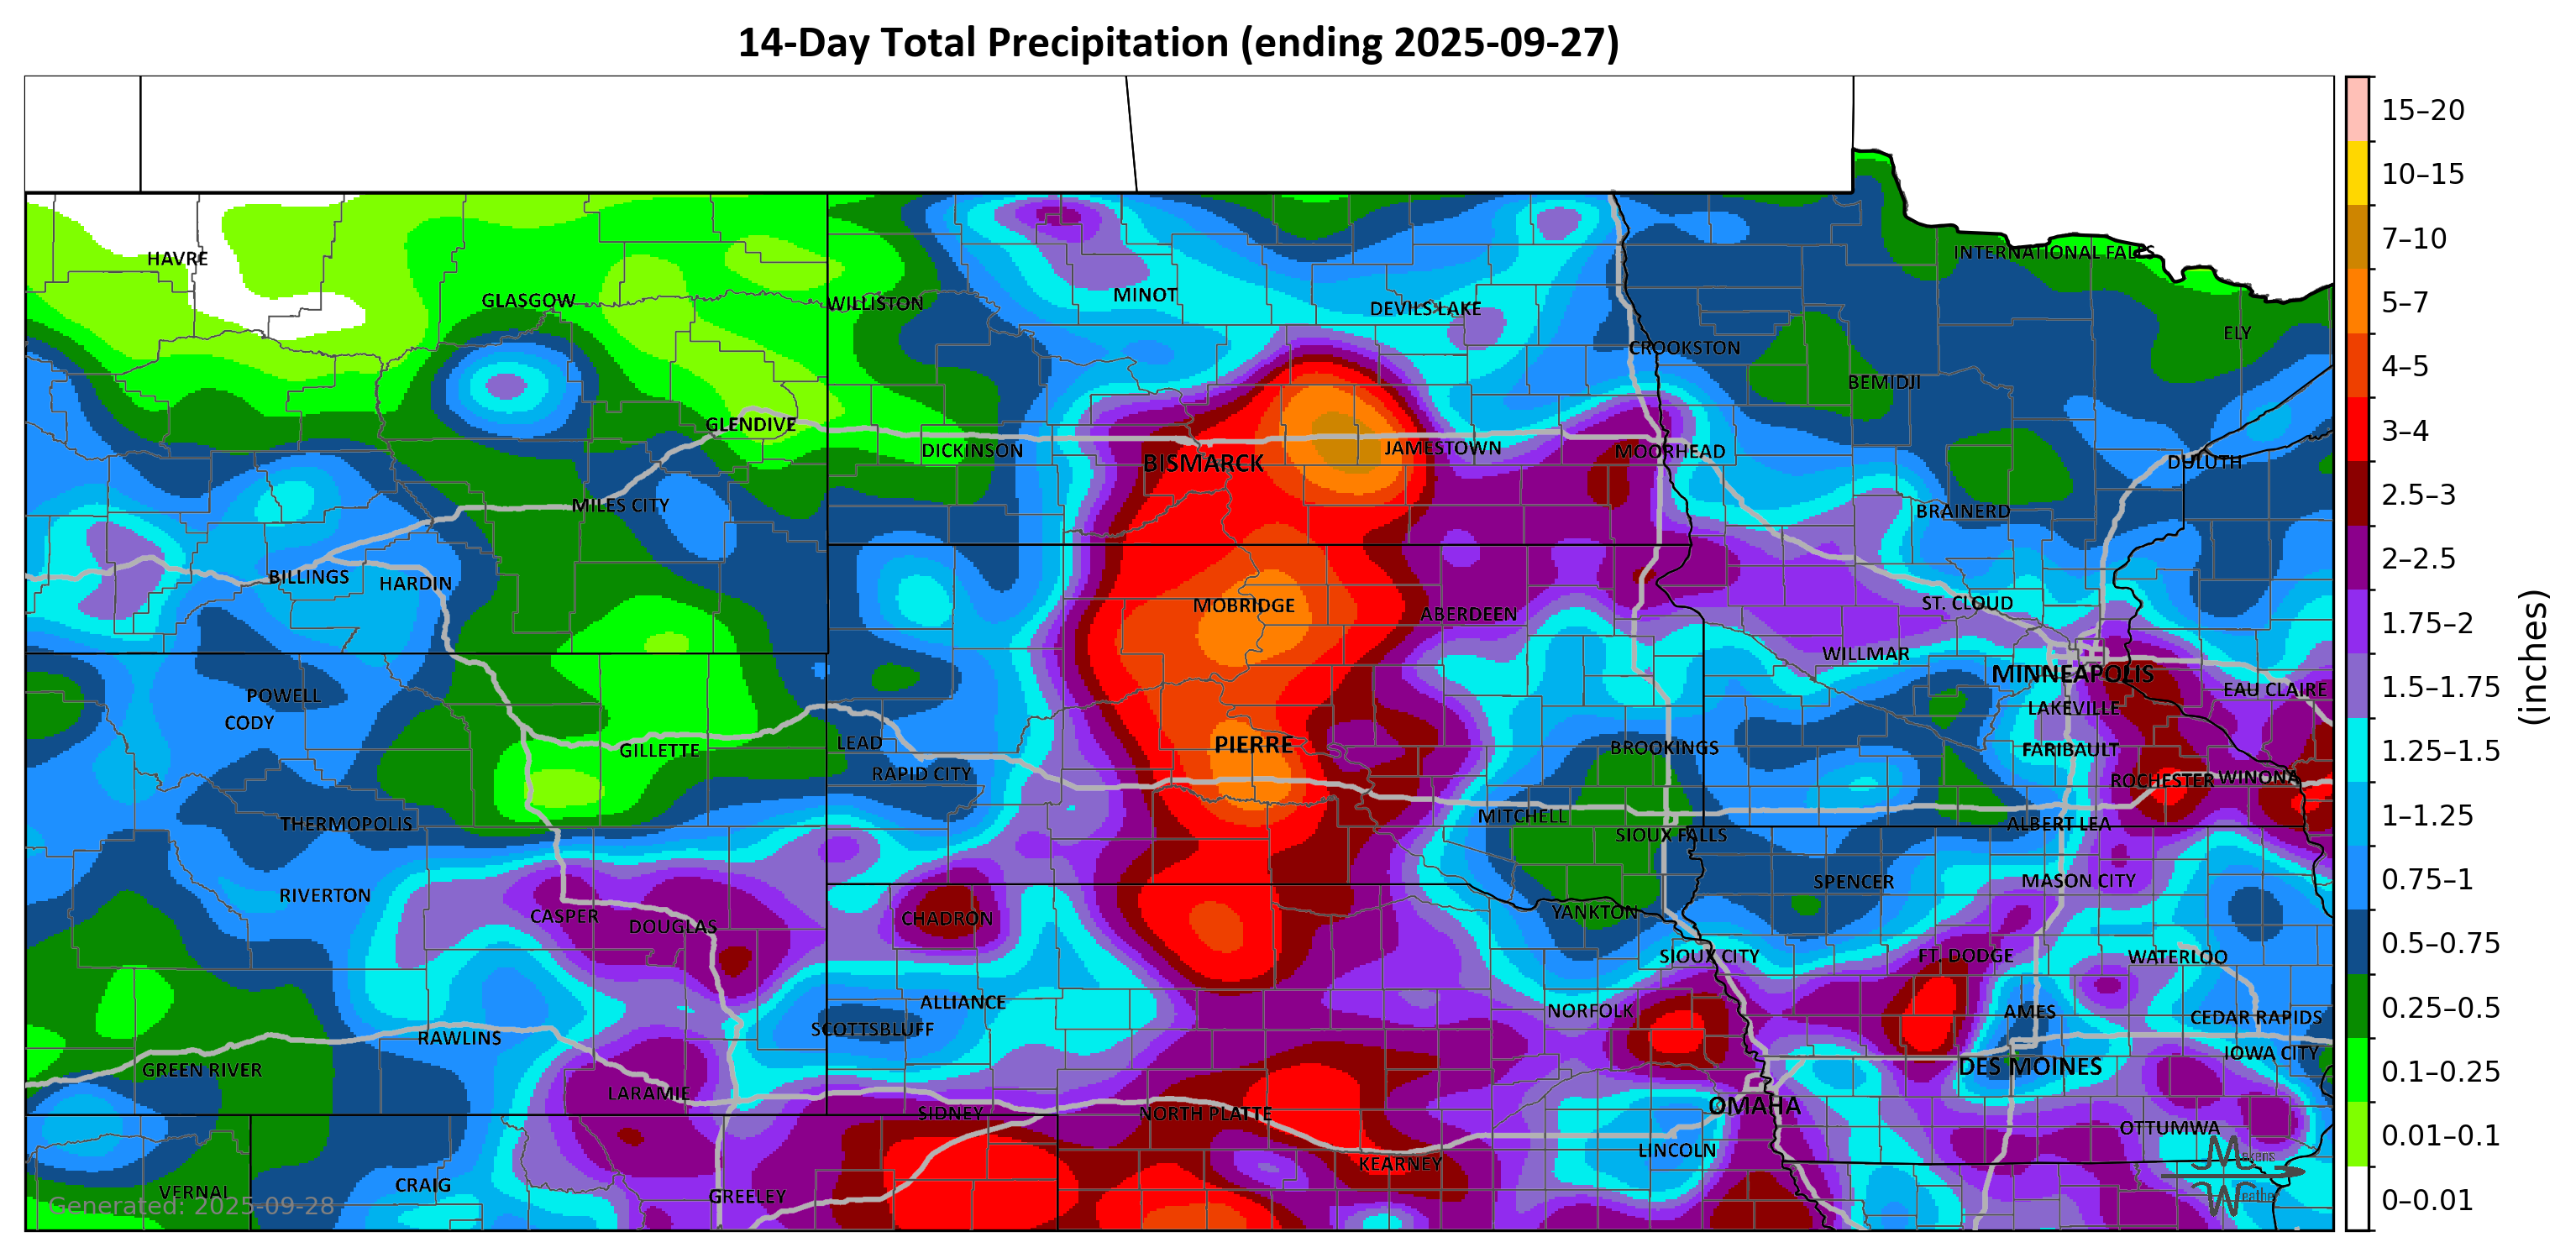 14-Day Total Precipitation (ending 2025-09-27)
15–20
10–15
7–10
5–7
4–5
3–4
2.5–3
2–2.5
1.75–2
1.5–1.75
1.25–1.5
1–1.25
0.75–1
0.5–0.75
0.25–0.5
0.1–0.25
0.01–0.1
0–0.01
(inches)
HAVRE
INTERNATIONAL FALLS
GLASGOW
WILLISTON
MINOT
DEVILS LAKE
ELY
CROOKSTON
BEMIDJI
GLENDIVE
DICKINSON
BISMARCK
JAMESTOWN
MOORHEAD
DULUTH
MILES CITY
BRAINERD
BILLINGS
HARDIN
MOBRIDGE
ABERDEEN
ST. CLOUD
WILLMAR
MINNEAPOLIS
POWELL
EAU CLAIRE
CODY
LAKEVILLE
GILLETTE
LEAD
PIERRE
BROOKINGS
FARIBAULT
RAPID CITY
ROCHESTER
WINONA
THERMOPOLIS
MITCHELL
SIOUX FALLS
ALBERT LEA
RIVERTON
SPENCER
MASON CITY
CASPER
DOUGLAS
CHADRON
YANKTON
SIOUX CITY
FT. DODGE
WATERLOO
ALLIANCE
NORFOLK
AMES
CEDAR RAPIDS
SCOTTSBLUFF
RAWLINS
IOWA CITY
GREEN RIVER
DES MOINES
LARAMIE
SIDNEY
NORTH PLATTE
OMAHA
OTTUMWA
LINCOLN
KEARNEY
VERNAL
CRAIG
GREELEY
Generated: 2025-09-28